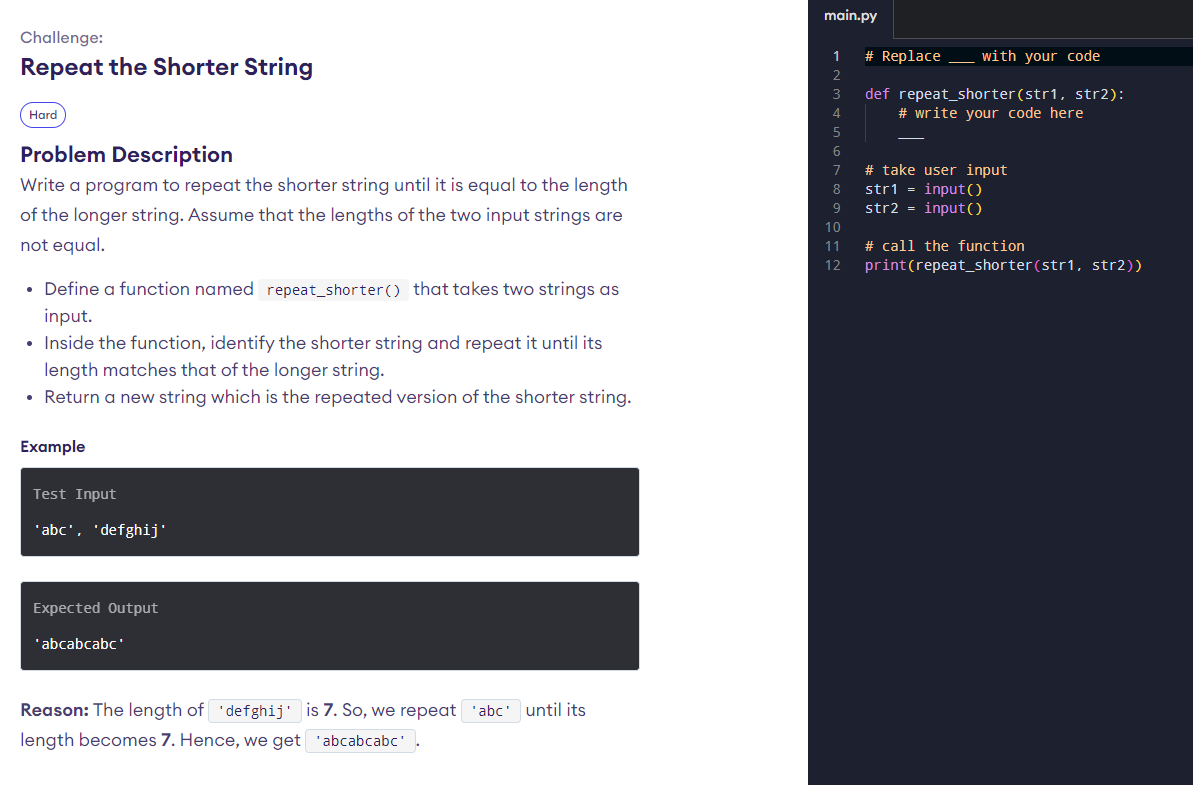 Challenge:
Repeat the Shorter String
Hard
Problem Description
Write a program to repeat the shorter string until it is equal to the length
of the longer string. Assume that the lengths of the two input strings are
not equal.
• Define a function named repeat_shorter() that takes two strings as
input.
• Inside the function, identify the shorter string and repeat it until its
length matches that of the longer string.
• Return a new string which is the repeated version of the shorter string.
Example
Test Input
'abc', 'defghij'
Expected Output
'abcabcabc'
Reason: The length of 'defghij' is 7. So, we repeat 'abc' until its
length becomes 7. Hence, we get 'abcabcabc'.
main.py
1 # Replace ___ with your code
2
3 def repeat_shorter(str1, str2):
4     # write your code here
5     ___
6
7 # take user input
8 str1 = input()
9 str2 = input()
10
11 # call the function
12 print(repeat_shorter(str1, str2))